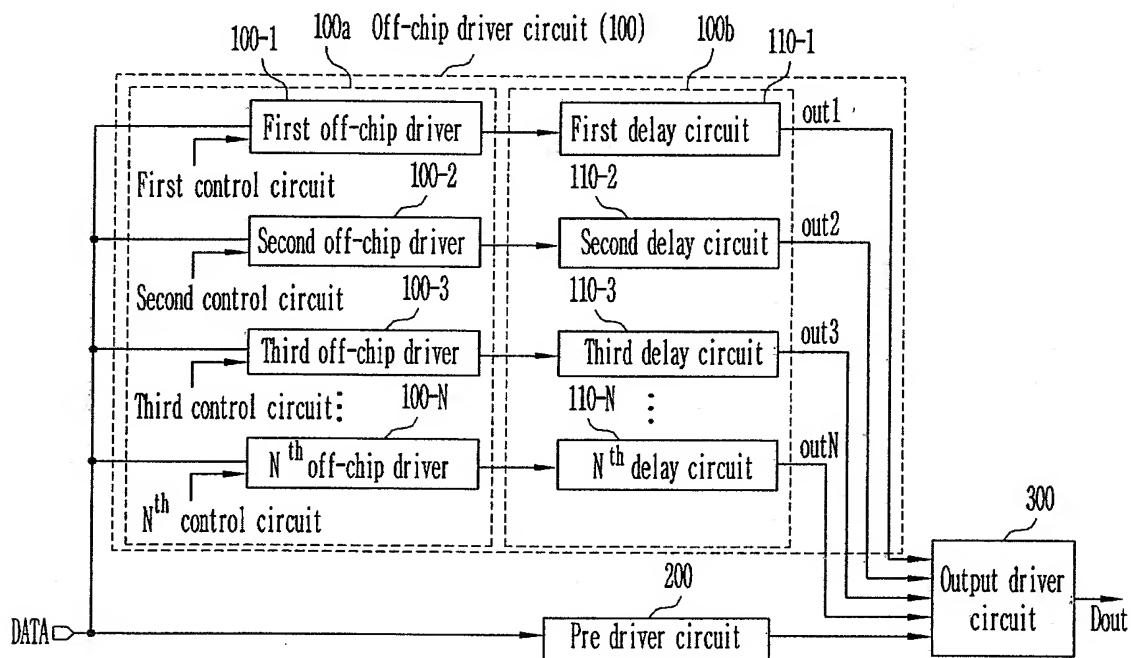 100-1 100a Off-chip driver circuit (100) 100b 110-1
First off-chip driver First delay circuit out1
First control circuit 100-2 110-2
Second off-chip driver Second delay circuit out2
Second control circuit 100-3 110-3
Third off-chip driver Third delay circuit out3
Third control circuit 100-N 110-N
Nth off-chip driver Nth delay circuit outN
Nth control circuit
300
Output driver
circuit
Dout
200
DATA Pre driver circuit